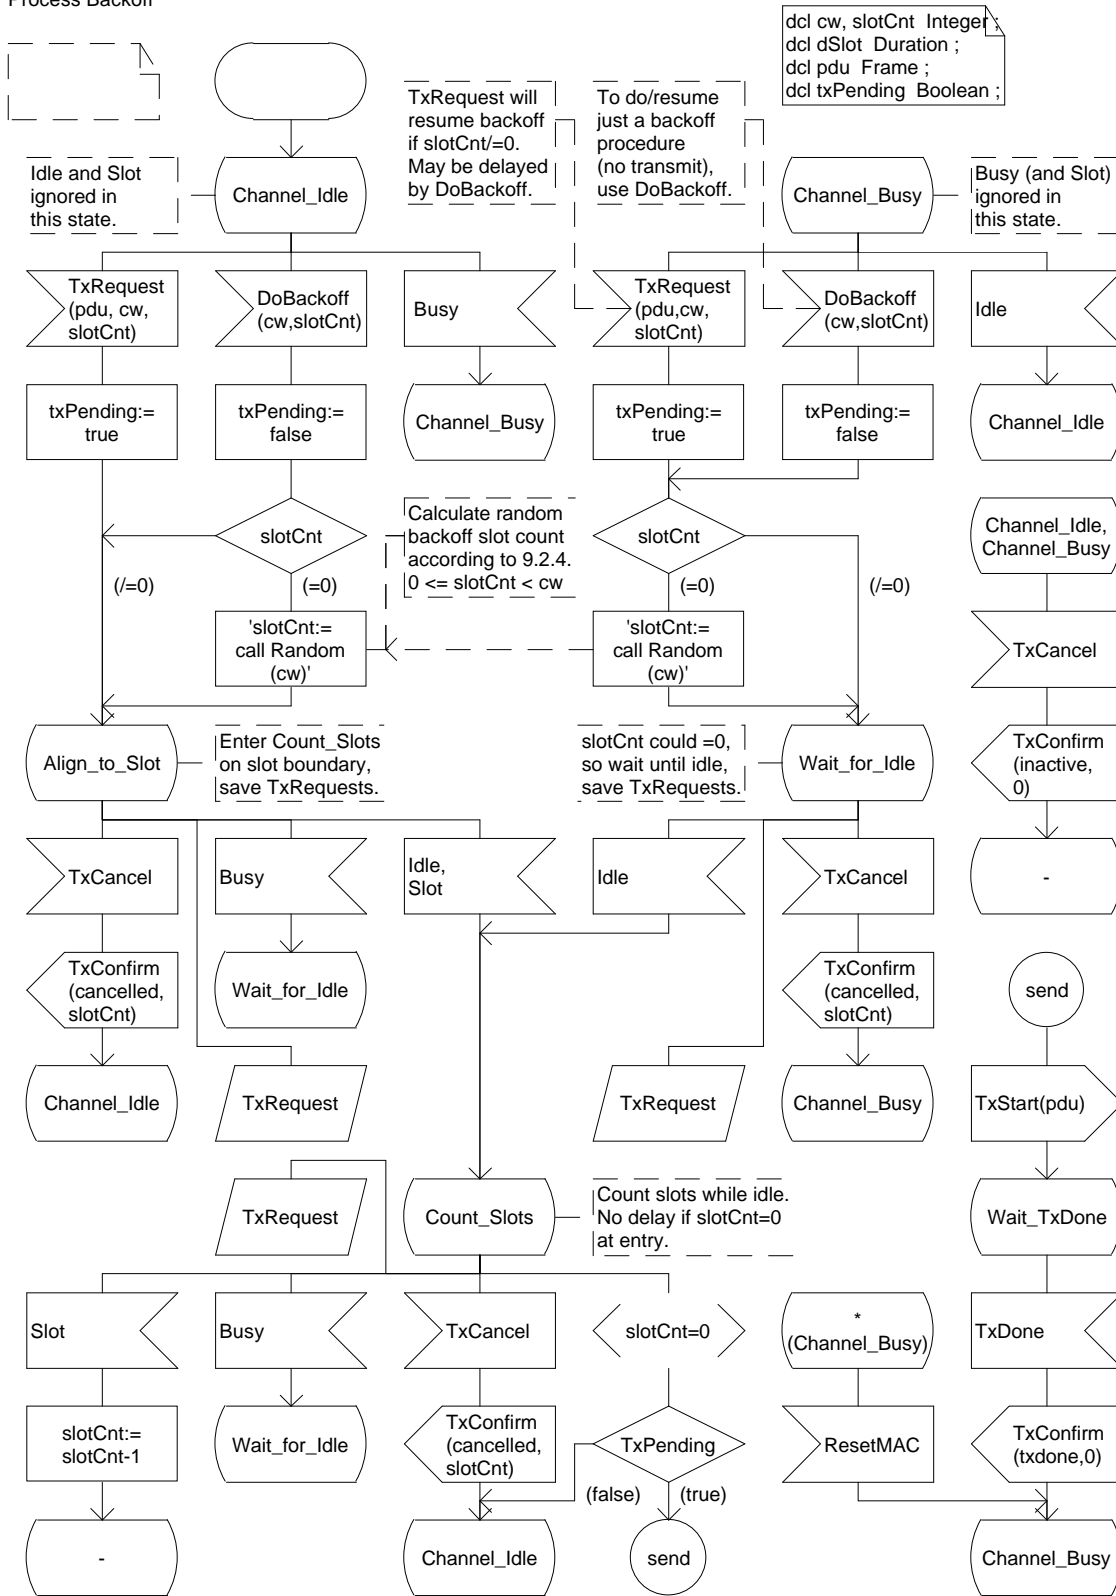 Process Backoff
dcl cw, slotCnt  Integer ;
dcl dSlot  Duration ;
dcl pdu  Frame ;
dcl txPending  Boolean ;
TxRequest will
resume backoff
if slotCnt/=0.
May be delayed
by DoBackoff.
To do/resume
just a backoff
procedure
(no transmit),
use DoBackoff.
Idle and Slot
ignored in
this state.
Channel_Idle
Channel_Busy
Busy (and Slot)
ignored in
this state.
TxRequest
(pdu, cw,
slotCnt)
DoBackoff
(cw,slotCnt)
Busy
TxRequest
(pdu,cw,
slotCnt)
DoBackoff
(cw,slotCnt)
Idle
txPending:=
true
txPending:=
false
Channel_Busy
txPending:=
true
txPending:=
false
Channel_Idle
slotCnt
Calculate random
backoff slot count
according to 9.2.4.
0 <= slotCnt < cw
slotCnt
Channel_Idle,
Channel_Busy
(/=0)
(=0)
(=0)
(/=0)
'slotCnt:=
call Random
(cw)'
'slotCnt:=
call Random
(cw)'
TxCancel
Align_to_Slot
Enter Count_Slots
on slot boundary,
save TxRequests.
slotCnt could =0,
so wait until idle,
save TxRequests.
Wait_for_Idle
TxConfirm
(inactive,
0)
TxCancel
Busy
Idle,
Slot
Idle
TxCancel
-
TxConfirm
(cancelled,
slotCnt)
Wait_for_Idle
TxConfirm
(cancelled,
slotCnt)
send
Channel_Idle
TxRequest
TxRequest
Channel_Busy
TxStart(pdu)
TxRequest
Count_Slots
Count slots while idle.
No delay if slotCnt=0
at entry.
Wait_TxDone
Slot
Busy
TxCancel
slotCnt=0
*
(Channel_Busy)
TxDone
slotCnt:=
slotCnt-1
Wait_for_Idle
TxConfirm
(cancelled,
slotCnt)
TxPending
ResetMAC
TxConfirm
(txdone,0)
(false)
(true)
-
Channel_Idle
send
Channel_Busy